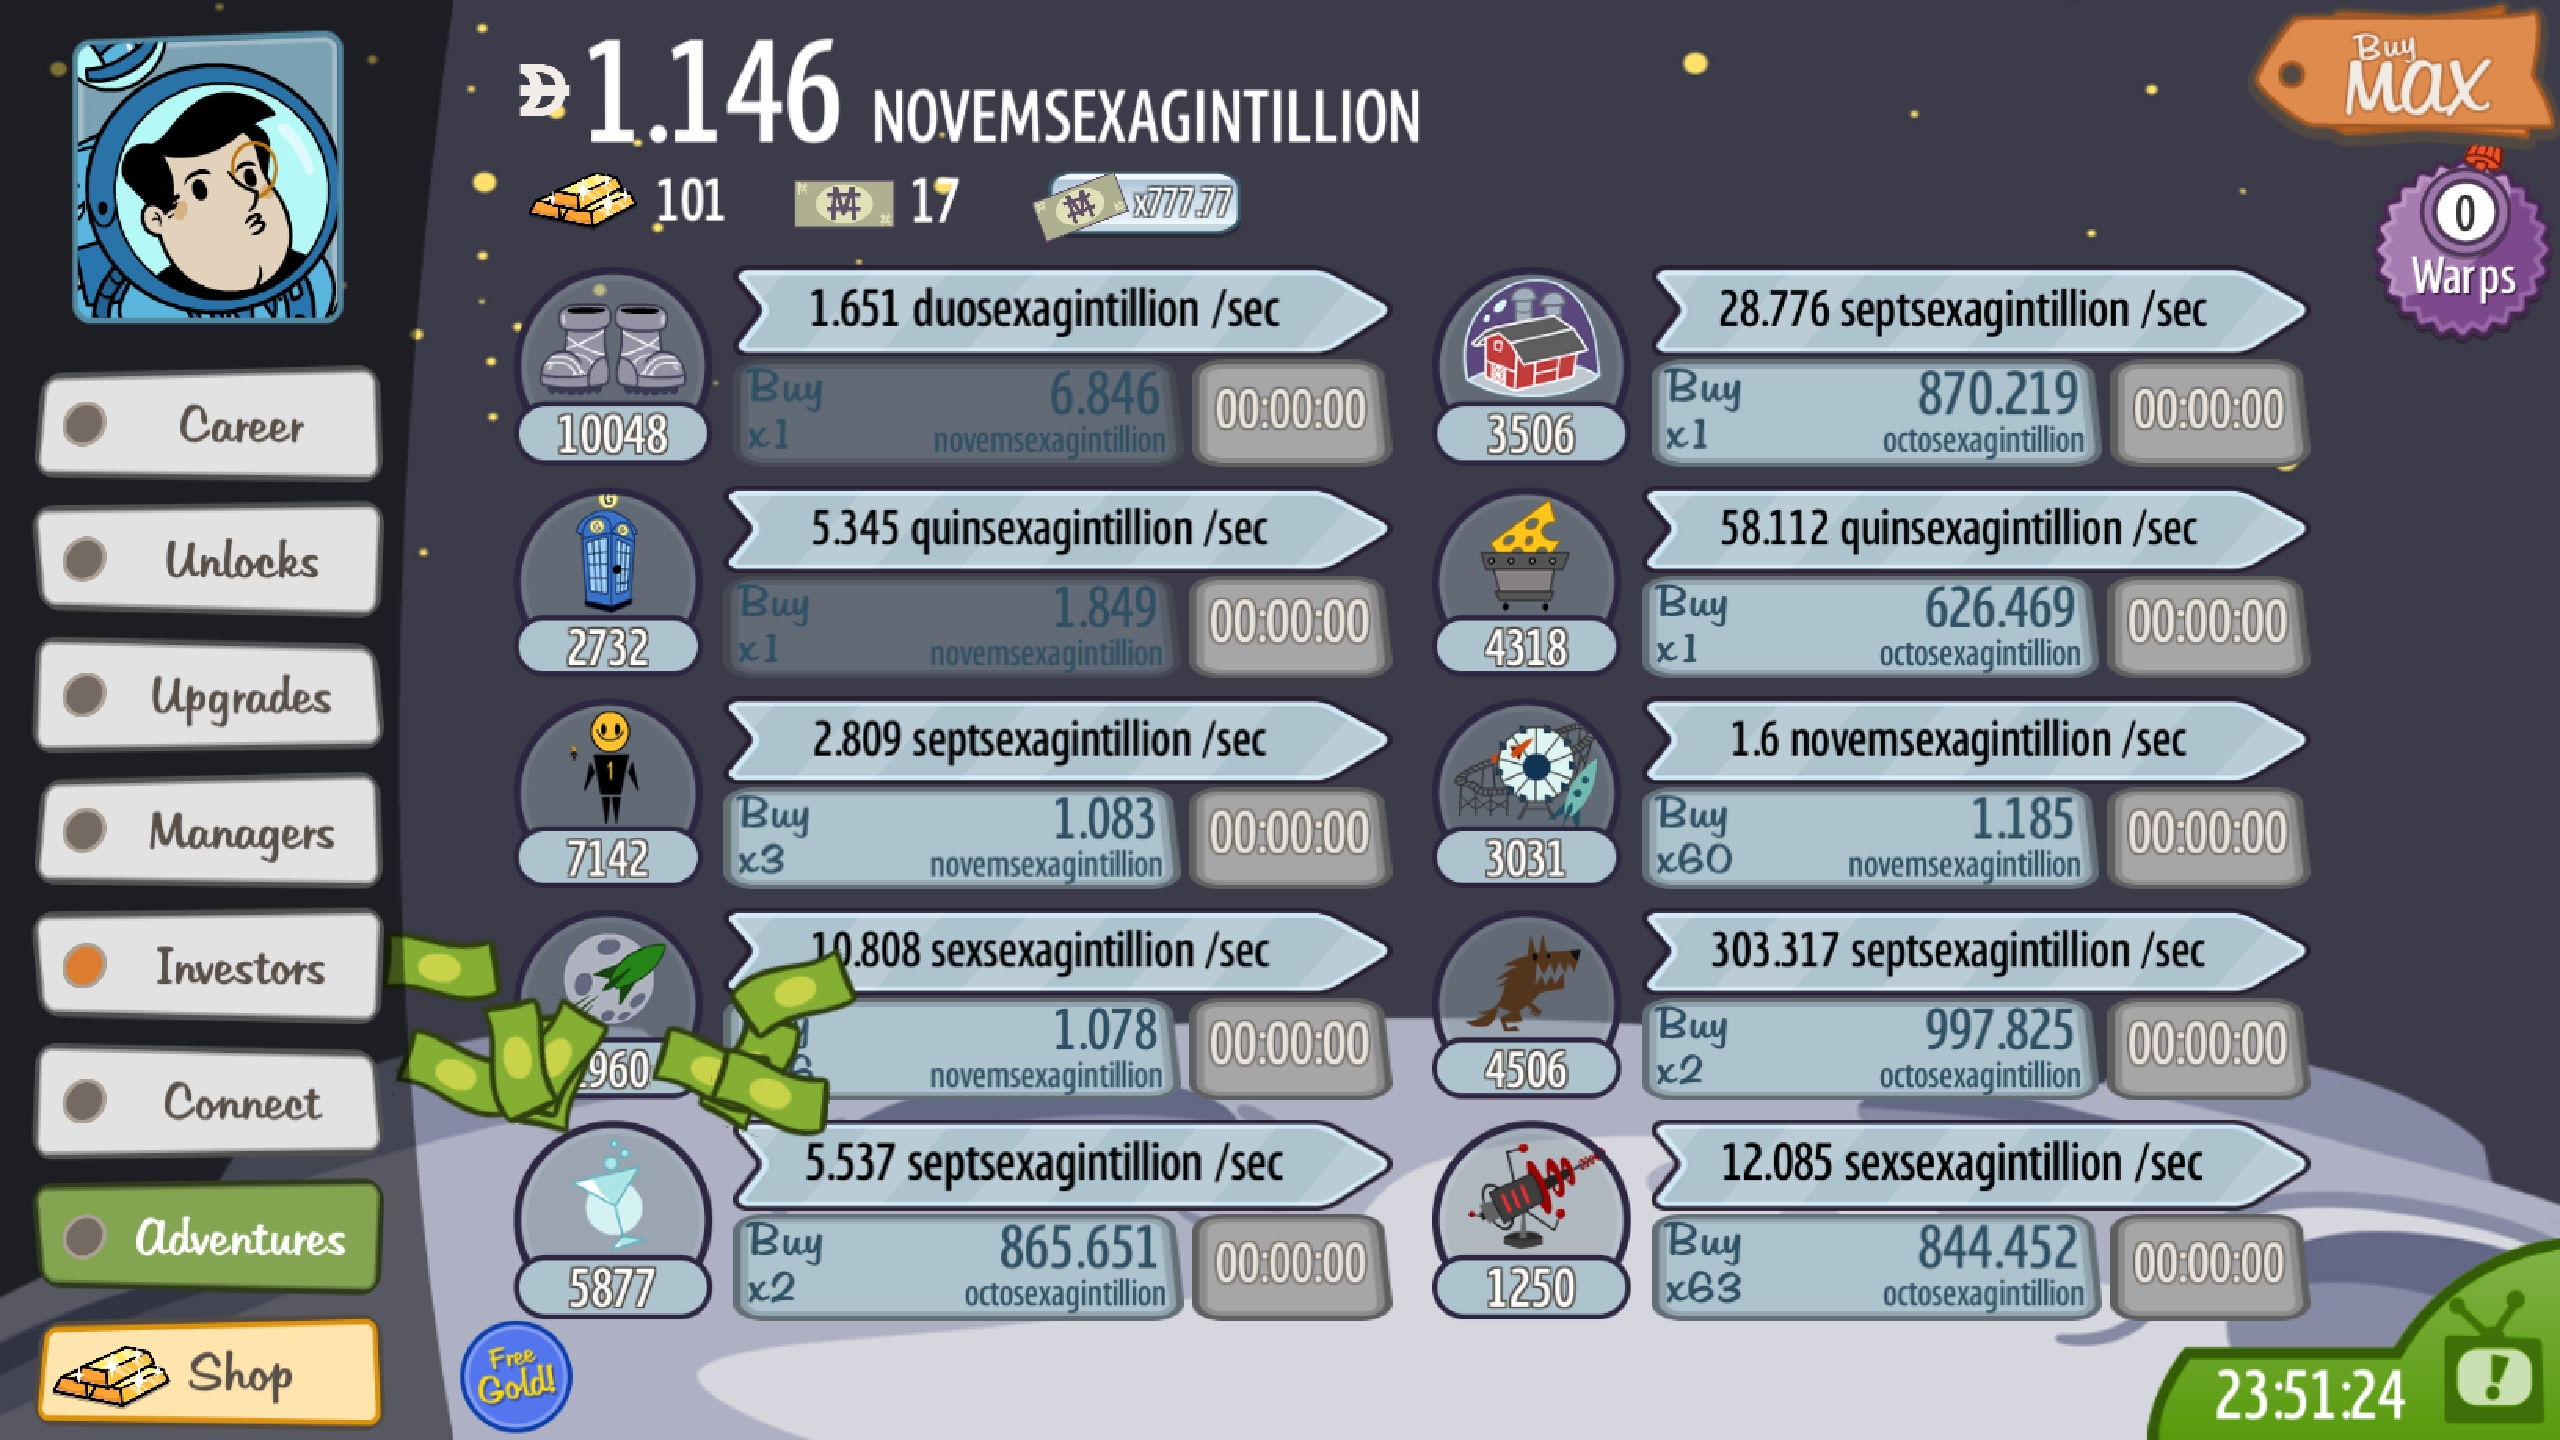 1.146 NOVEMSEXAGINTILLION
101 17 x777.77
Buy
MAX
0
Warps
Career
Unlocks
Upgrades
Managers
Investors
Connect
Adventures
Shop
1.651 duosexagintillion /sec
10048
Buy 6.846
x1 novemsexagintillion
00:00:00
28.776 septsexagintillion /sec
3506
Buy 870.219
x1 octosexagintillion
00:00:00
5.345 quinsexagintillion /sec
2732
Buy 1.849
x1 novemsexagintillion
00:00:00
58.112 quinsexagintillion /sec
4318
Buy 626.469
x1 octosexagintillion
00:00:00
2.809 septsexagintillion /sec
1
7142
Buy 1.083
x3 novemsexagintillion
00:00:00
1.6 novemsexagintillion /sec
3031
Buy 1.185
x60 novemsexagintillion
00:00:00
10.808 sexsexagintillion /sec
960
1.078
novemsexagintillion
00:00:00
303.317 septsexagintillion /sec
4506
Buy 997.825
x2 octosexagintillion
00:00:00
5.537 septsexagintillion /sec
5877
Buy 865.651
x2 octosexagintillion
00:00:00
12.085 sexsexagintillion /sec
1250
Buy 844.452
x63 octosexagintillion
00:00:00
Free
Gold!
23:51:24
!